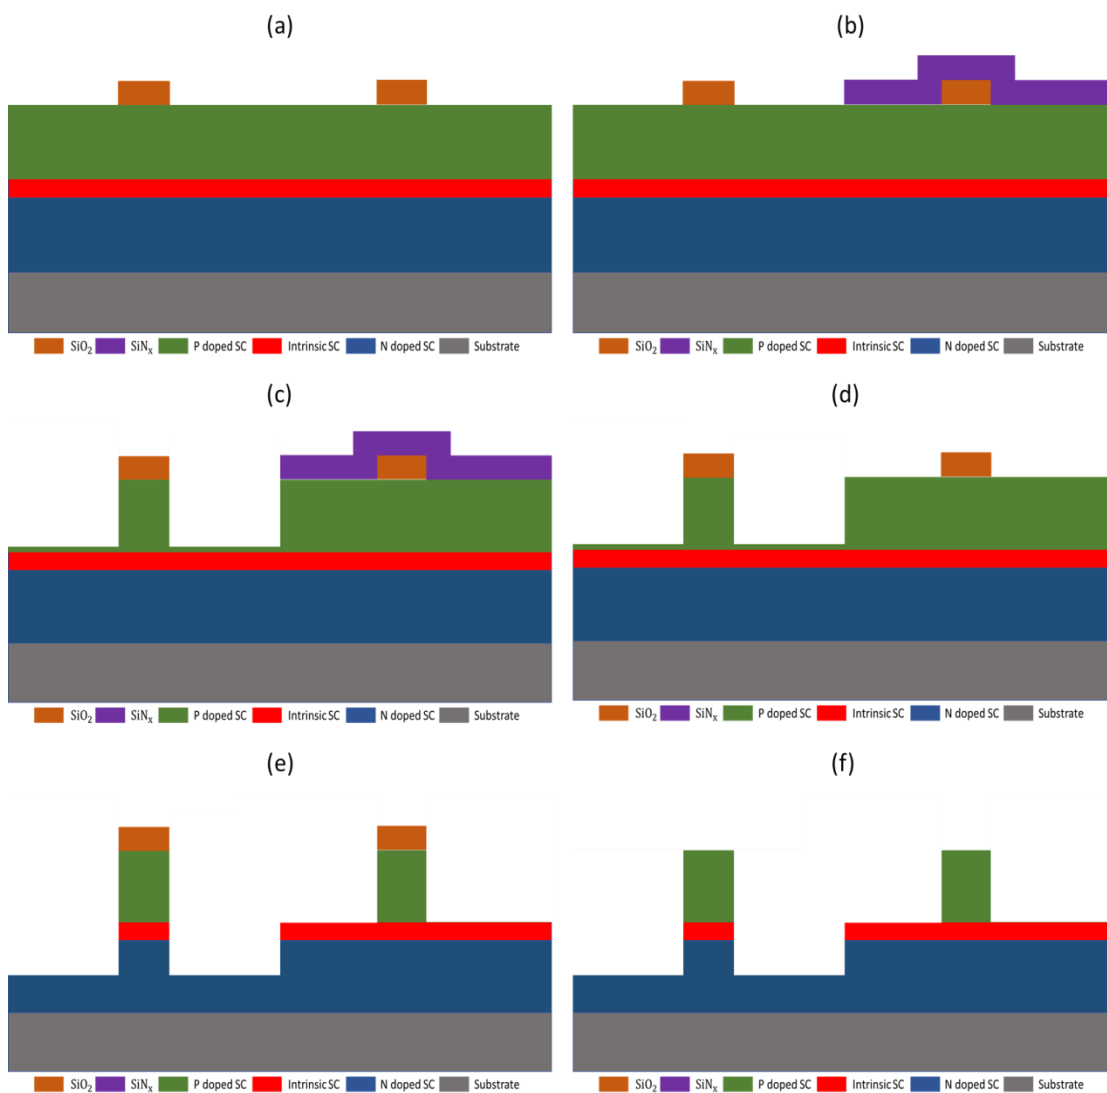 (a) (b)
SiO₂ SiNₓ P doped SC Intrinsic SC N doped SC Substrate SiO₂ SiNₓ P doped SC Intrinsic SC N doped SC Substrate
(c) (d)
SiO₂ SiNₓ P doped SC Intrinsic SC N doped SC Substrate SiO₂ SiNₓ P doped SC Intrinsic SC N doped SC Substrate
(e) (f)
SiO₂ SiNₓ P doped SC Intrinsic SC N doped SC Substrate SiO₂ SiNₓ P doped SC Intrinsic SC N doped SC Substrate